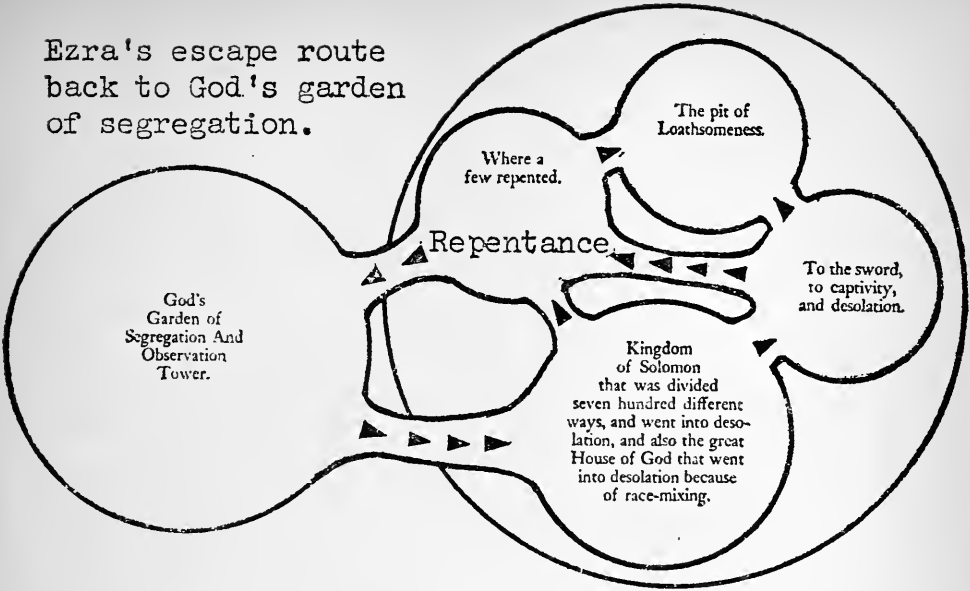 Ezra's escape route
back to God's garden
of segregation.
The pit of
Loathsomeness.
Where a
few repented.
Repentance
To the sword,
to captivity,
and desolation.
God's
Garden of
Segregation And
Observation
Tower.
Kingdom
of Solomon
that was divided
seven hundred different
ways, and went into deso-
lation, and also the great
House of God that went
into desolation because
of race-mixing.